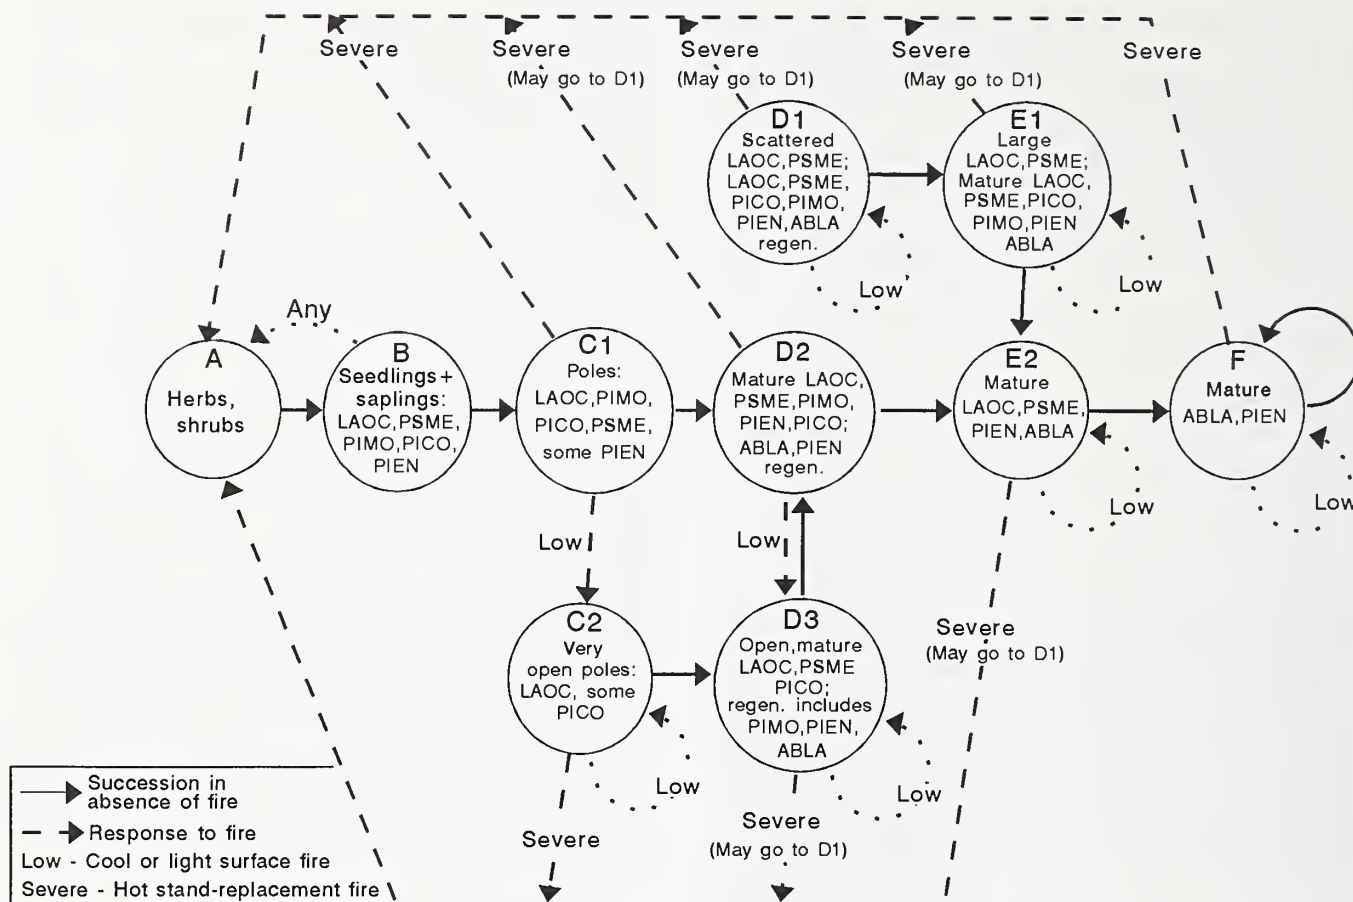 Severe
Severe
(May go to D1)
Severe
(May go to D1)
Severe
(May go to D1)
Severe
D1
Scattered
LAOC,PSME;
LAOC,PSME,
PICO,PIMO,
PIEN,ABLA
regen.
Low
E1
Large
LAOC,PSME;
Mature LAOC,
PSME,PICO,
PIMO,PIEN
ABLA
Low
Any
A
Herbs,
shrubs
B
Seedlings+
saplings:
LAOC,PSME,
PIMO,PICO,
PIEN
C1
Poles:
LAOC,PIMO,
PICO,PSME,
some PIEN
D2
Mature LAOC,
PSME,PIMO,
PIEN,PICO;
ABLA,PIEN
regen.
E2
Mature
LAOC,PSME,
PIEN,ABLA
Low
F
Mature
ABLA,PIEN
Low
Low
Low
C2
Very
open poles:
LAOC, some
PICO
Low
D3
Open,mature
LAOC,PSME
PICO;
regen. includes
PIMO,PIEN,
ABLA
Low
Severe
(May go to D1)
Severe
Severe
(May go to D1)
Succession in
absence of fire
Response to fire
Low - Cool or light surface fire
Severe - Hot stand-replacement fire